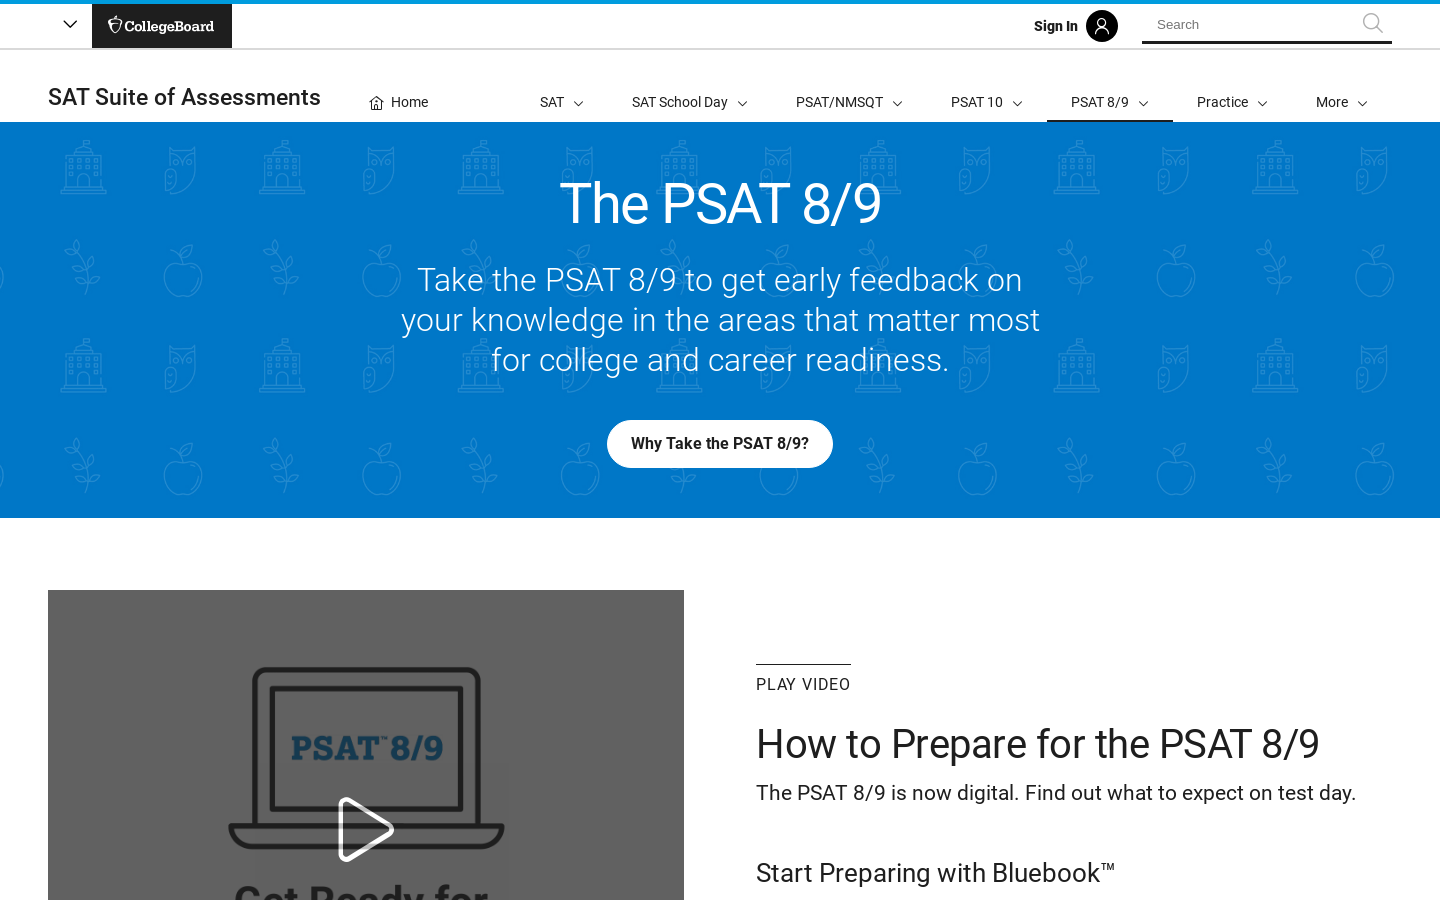 CollegeBoard
Sign In
Search
SAT Suite of Assessments
Home
SAT
SAT School Day
PSAT/NMSQT
PSAT 10
PSAT 8/9
Practice
More
The PSAT 8/9
Take the PSAT 8/9 to get early feedback on
your knowledge in the areas that matter most
for college and career readiness.
Why Take the PSAT 8/9?
PSAT™ 8/9
Get Ready for
PLAY VIDEO
How to Prepare for the PSAT 8/9
The PSAT 8/9 is now digital. Find out what to expect on test day.
Start Preparing with Bluebook™